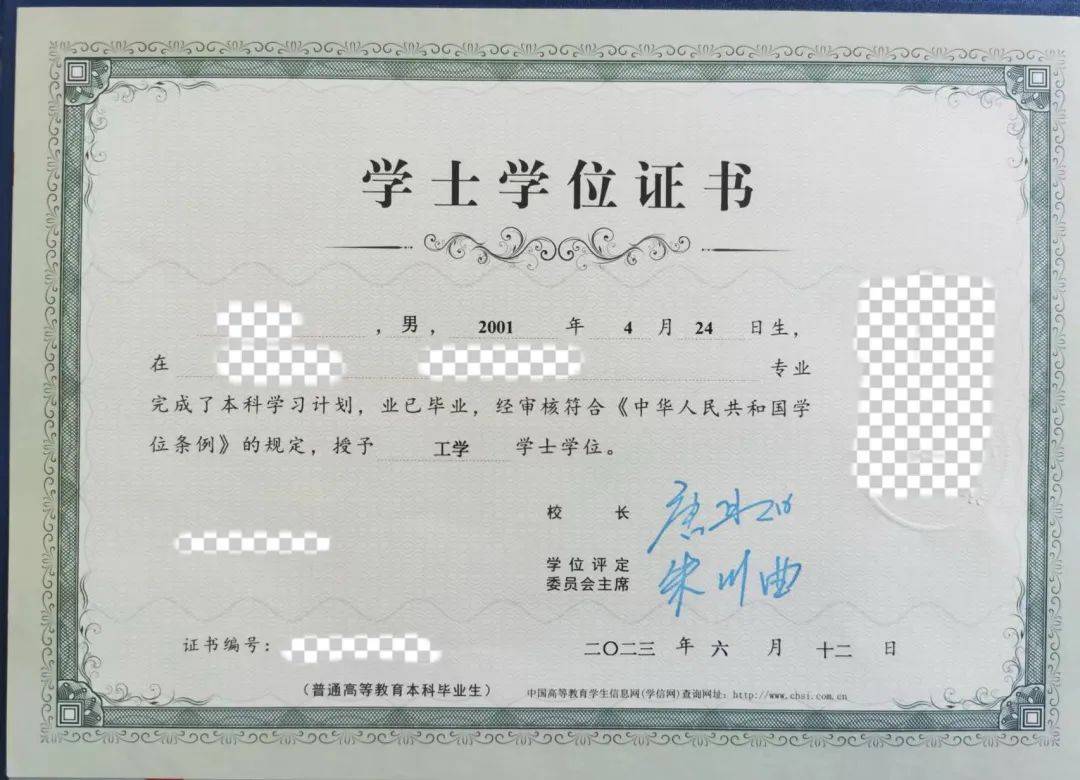 学士学位证书
，男，2001 年 4 月 24 日生，
在 专业
完成了本科学习计划，业已毕业，经审核符合《中华人民共和国学
位条例》的规定，授予 工学 学士学位。
校 长
学位评定
委员会主席 朱川曲
证书编号： 二〇二三 年 六 月 十二 日
（普通高等教育本科毕业生） 中国高等教育学生信息网(学信网)查询网址：http://www.chsi.com.cn